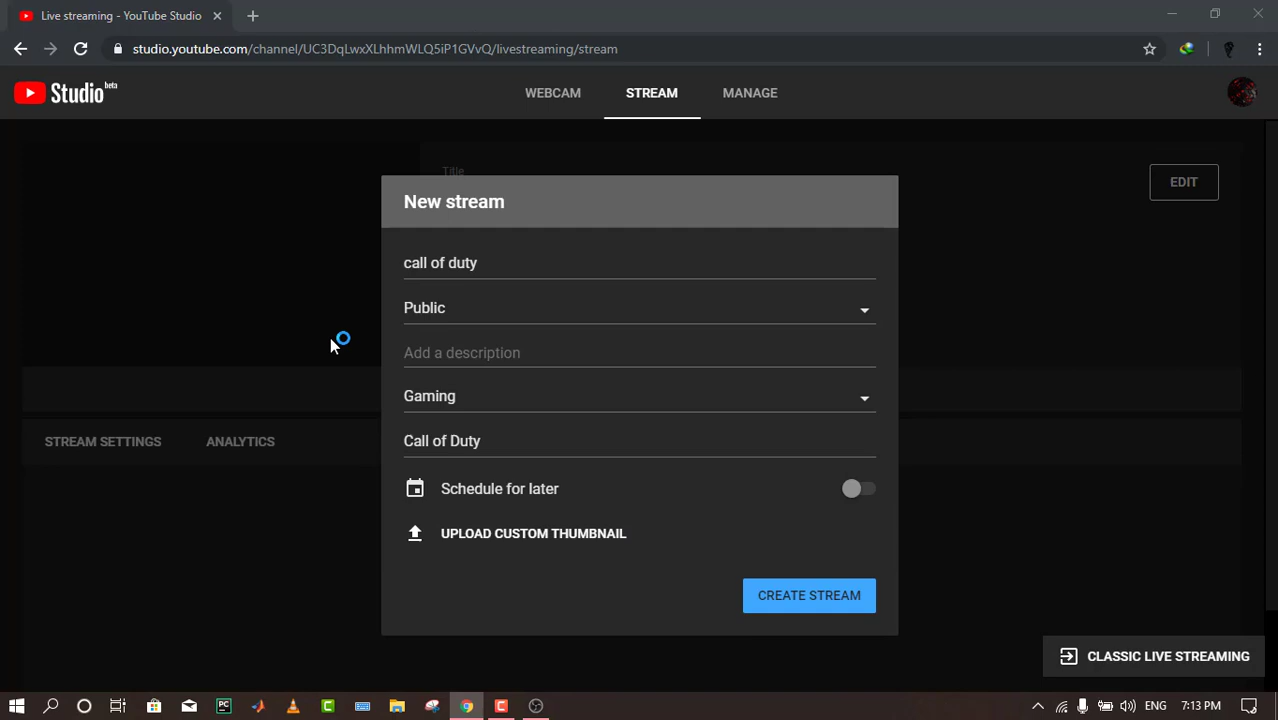 Live streaming - YouTube Studio
studio.youtube.com/channel/UC3DqLwxXLhhmWLQ5iP1GVvQ/livestreaming/stream
Studio beta
WEBCAM
STREAM
MANAGE
Title
EDIT
New stream
call of duty
Public
Add a description
Gaming
Call of Duty
STREAM SETTINGS
ANALYTICS
Schedule for later
UPLOAD CUSTOM THUMBNAIL
CREATE STREAM
CLASSIC LIVE STREAMING
PC
C
C
ENG
7:13 PM